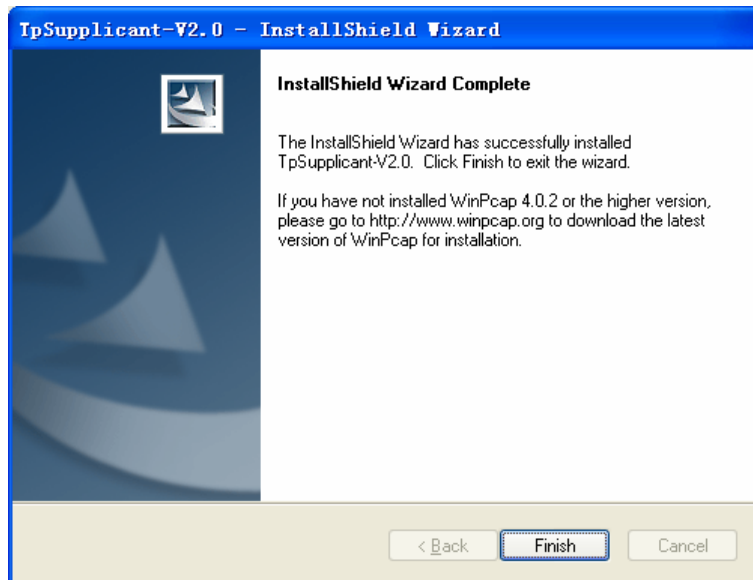 TpSupplicant-V2.0 - InstallShield Wizard
InstallShield Wizard Complete
The InstallShield Wizard has successfully installed
TpSupplicant-V2.0. Click Finish to exit the wizard.
If you have not installed WinPcap 4.0.2 or the higher version,
please go to http://www.winpcap.org to download the latest
version of WinPcap for installation.
< Back
Finish
Cancel